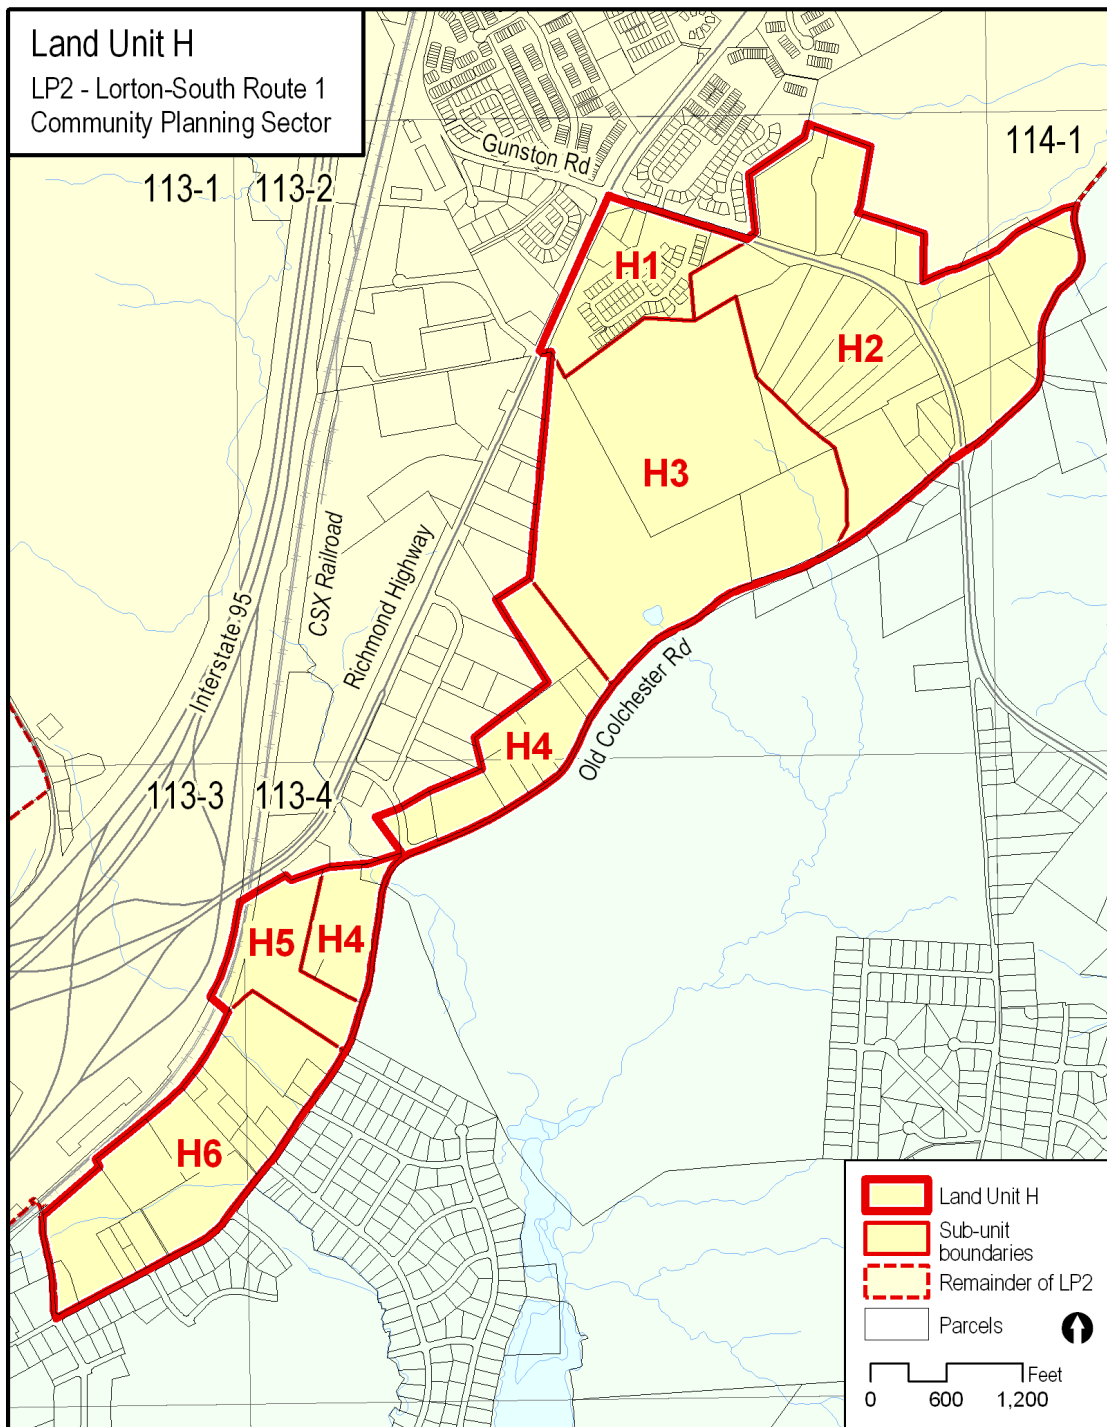 Land Unit H
LP2 - Lorton-South Route 1
Community Planning Sector
Gunston Rd
114-1
113-1
113-2
H1
H2
H3
CSX Railroad
Richmond Highway
Interstate 95
Old Colchester Rd
H4
113-3
113-4
H5
H4
H6
Land Unit H
Sub-unit
boundaries
Remainder of LP2
Parcels
Feet
0
600
1,200